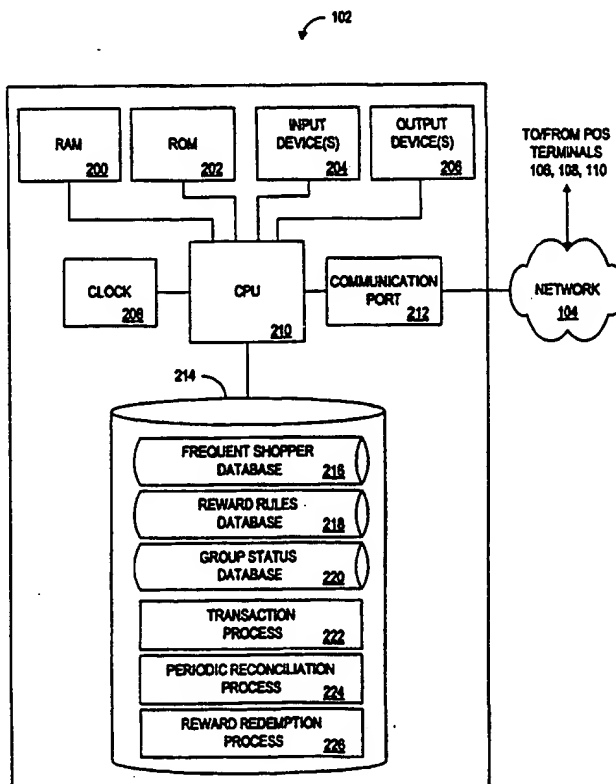 102
RAM
200
ROM
202
INPUT
DEVICE(S)
204
OUTPUT
DEVICE(S)
206
TO/FROM POS
TERMINALS
106, 108, 110
CLOCK
208
CPU
210
COMMUNICATION
PORT
212
NETWORK
104
214
FREQUENT SHOPPER
DATABASE
216
REWARD RULES
DATABASE
218
GROUP STATUS
DATABASE
220
TRANSACTION
PROCESS
222
PERIODIC RECONCILIATION
PROCESS
224
REWARD REDEMPTION
PROCESS
226